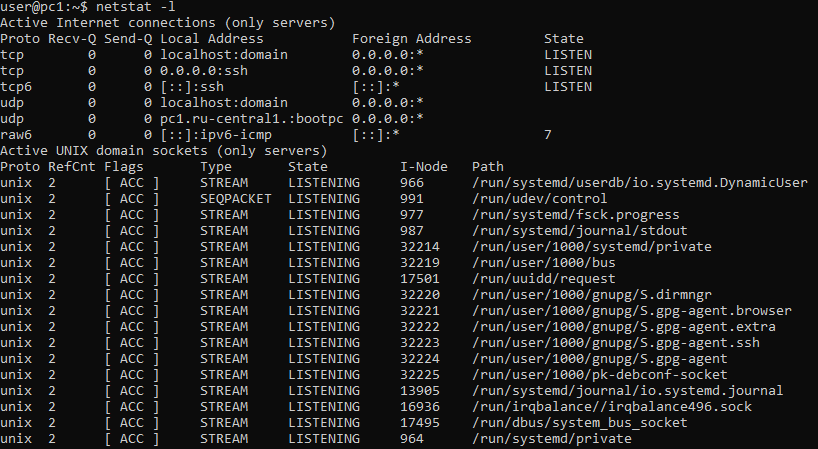 user@pc1:~$ netstat -l
Active Internet connections (only servers)
Proto Recv-Q Send-Q Local Address           Foreign Address         State
tcp        0      0 localhost:domain        0.0.0.0:*               LISTEN
tcp        0      0 0.0.0.0:ssh             0.0.0.0:*               LISTEN
tcp6       0      0 [::]:ssh                [::]:*                  LISTEN
udp        0      0 localhost:domain        0.0.0.0:*
udp        0      0 pc1.ru-central1.:bootpc 0.0.0.0:*
raw6       0      0 [::]:ipv6-icmp          [::]:*                  7
Active UNIX domain sockets (only servers)
Proto RefCnt Flags       Type       State         I-Node   Path
unix  2      [ ACC ]     STREAM     LISTENING     966      /run/systemd/userdb/io.systemd.DynamicUser
unix  2      [ ACC ]     SEQPACKET  LISTENING     991      /run/udev/control
unix  2      [ ACC ]     STREAM     LISTENING     977      /run/systemd/fsck.progress
unix  2      [ ACC ]     STREAM     LISTENING     987      /run/systemd/journal/stdout
unix  2      [ ACC ]     STREAM     LISTENING     32214    /run/user/1000/systemd/private
unix  2      [ ACC ]     STREAM     LISTENING     32219    /run/user/1000/bus
unix  2      [ ACC ]     STREAM     LISTENING     17501    /run/uuidd/request
unix  2      [ ACC ]     STREAM     LISTENING     32220    /run/user/1000/gnupg/S.dirmngr
unix  2      [ ACC ]     STREAM     LISTENING     32221    /run/user/1000/gnupg/S.gpg-agent.browser
unix  2      [ ACC ]     STREAM     LISTENING     32222    /run/user/1000/gnupg/S.gpg-agent.extra
unix  2      [ ACC ]     STREAM     LISTENING     32223    /run/user/1000/gnupg/S.gpg-agent.ssh
unix  2      [ ACC ]     STREAM     LISTENING     32224    /run/user/1000/gnupg/S.gpg-agent
unix  2      [ ACC ]     STREAM     LISTENING     32225    /run/user/1000/pk-debconf-socket
unix  2      [ ACC ]     STREAM     LISTENING     13905    /run/systemd/journal/io.systemd.journal
unix  2      [ ACC ]     STREAM     LISTENING     16936    /run/irqbalance//irqbalance496.sock
unix  2      [ ACC ]     STREAM     LISTENING     17495    /run/dbus/system_bus_socket
unix  2      [ ACC ]     STREAM     LISTENING     964      /run/systemd/private